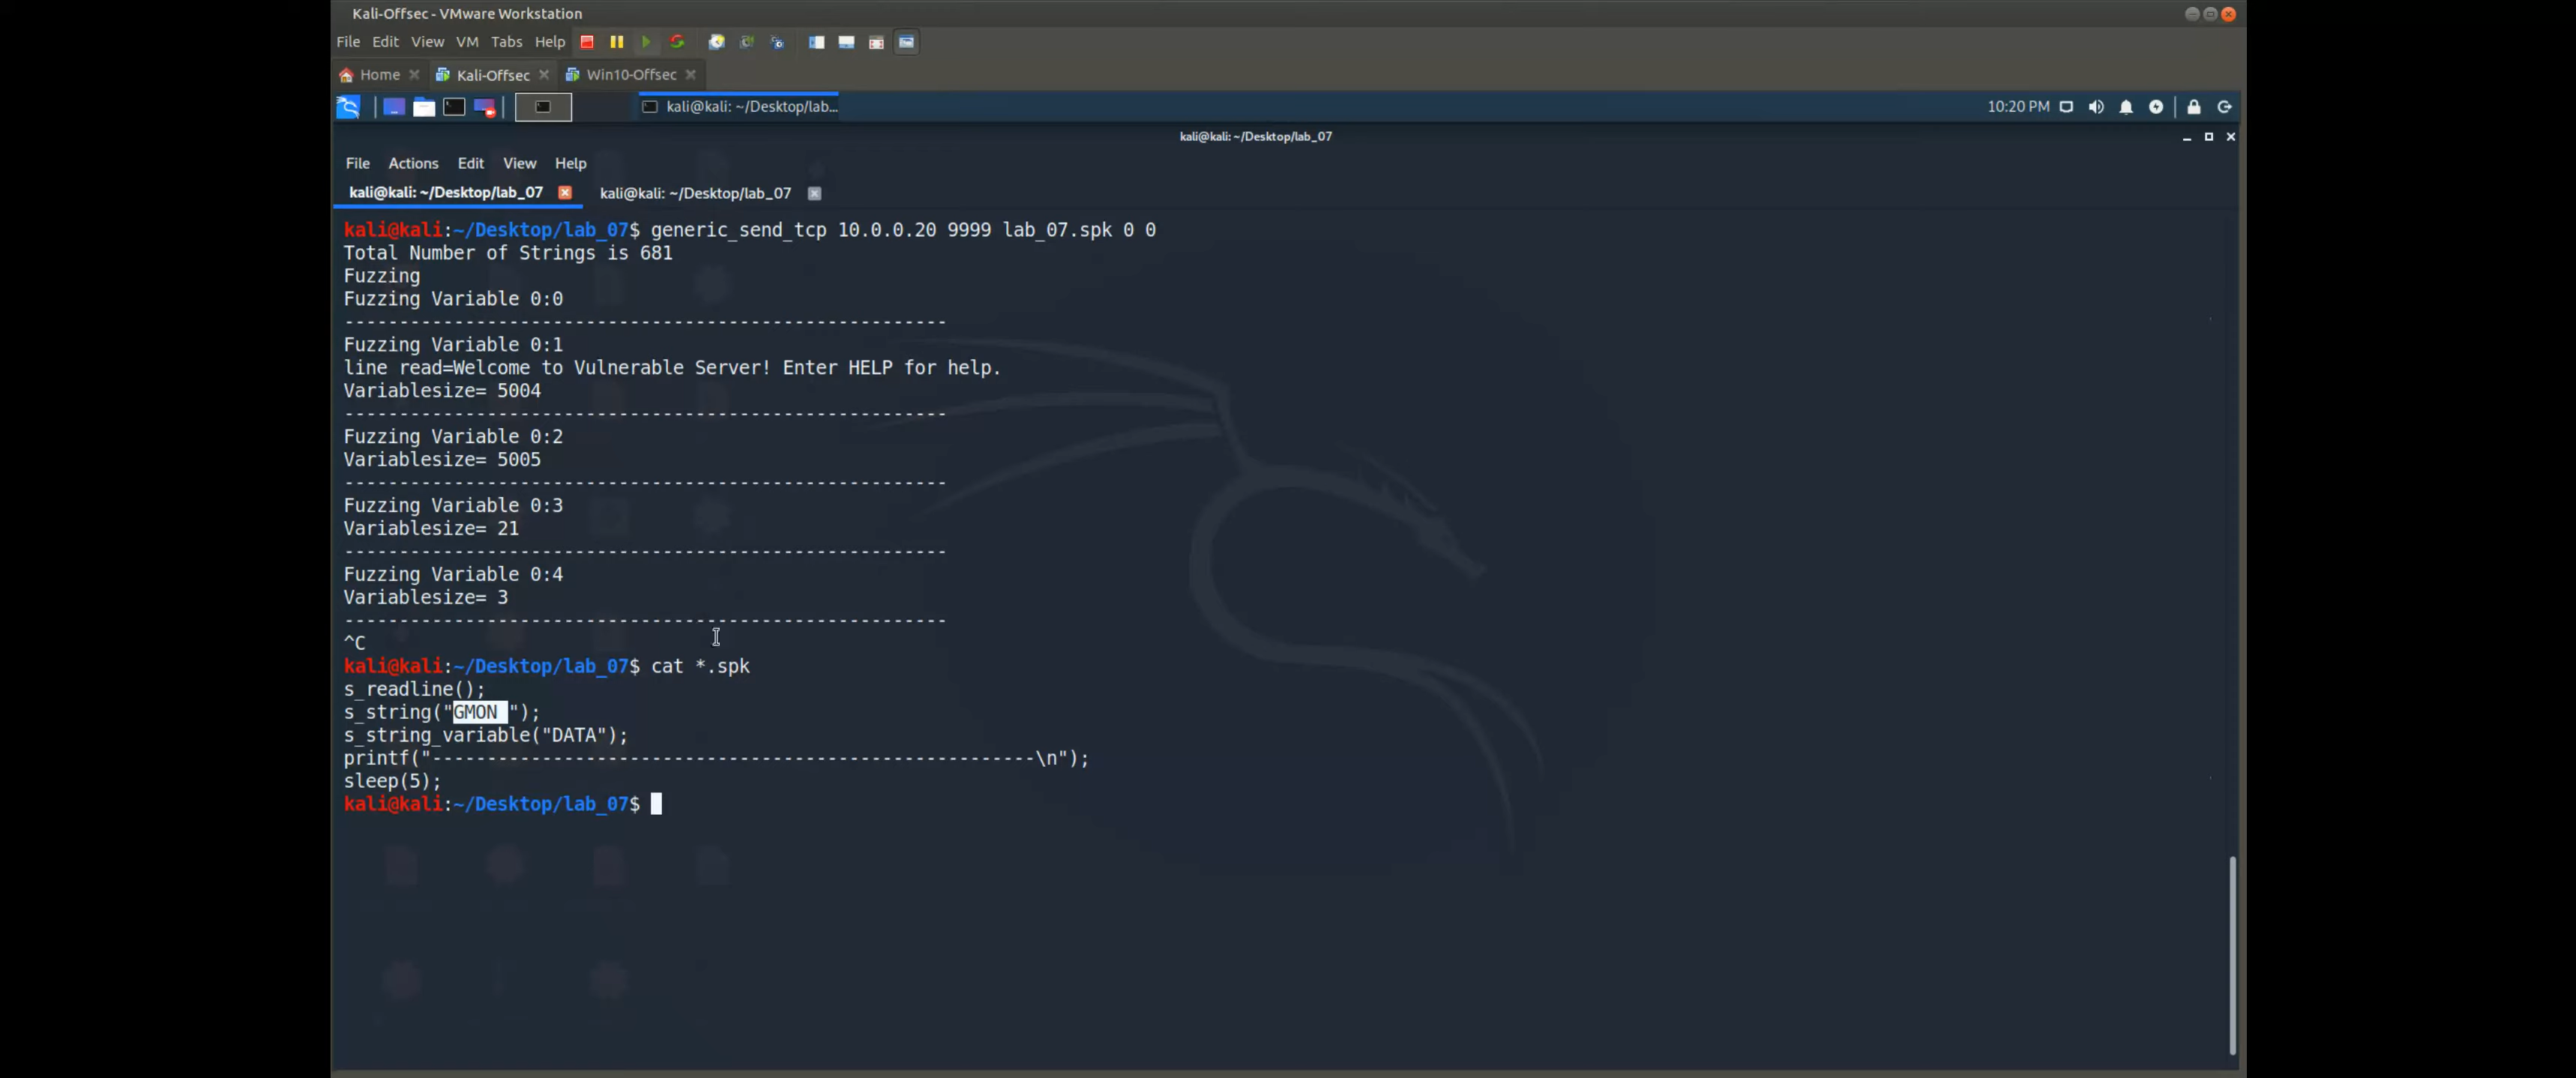 Kali-Offsec - VMware Workstation
File Edit View VM Tabs Help
Home Kali-Offsec Win10-Offsec
kali@kali: ~/Desktop/lab... 10:20 PM
kali@kali: ~/Desktop/lab_07
File Actions Edit View Help
kali@kali: ~/Desktop/lab_07 kali@kali: ~/Desktop/lab_07
kali@kali:~/Desktop/lab_07$ generic_send_tcp 10.0.0.20 9999 lab_07.spk 0 0
Total Number of Strings is 681
Fuzzing
Fuzzing Variable 0:0
-------------------------------------------------------
Fuzzing Variable 0:1
line read=Welcome to Vulnerable Server! Enter HELP for help.
Variablesize= 5004
-------------------------------------------------------
Fuzzing Variable 0:2
Variablesize= 5005
-------------------------------------------------------
Fuzzing Variable 0:3
Variablesize= 21
-------------------------------------------------------
Fuzzing Variable 0:4
Variablesize= 3
-------------------------------------------------------
^C
kali@kali:~/Desktop/lab_07$ cat *.spk
s_readline();
s_string("GMON ");
s_string_variable("DATA");
printf("-------------------------------------------------------\n");
sleep(5);
kali@kali:~/Desktop/lab_07$